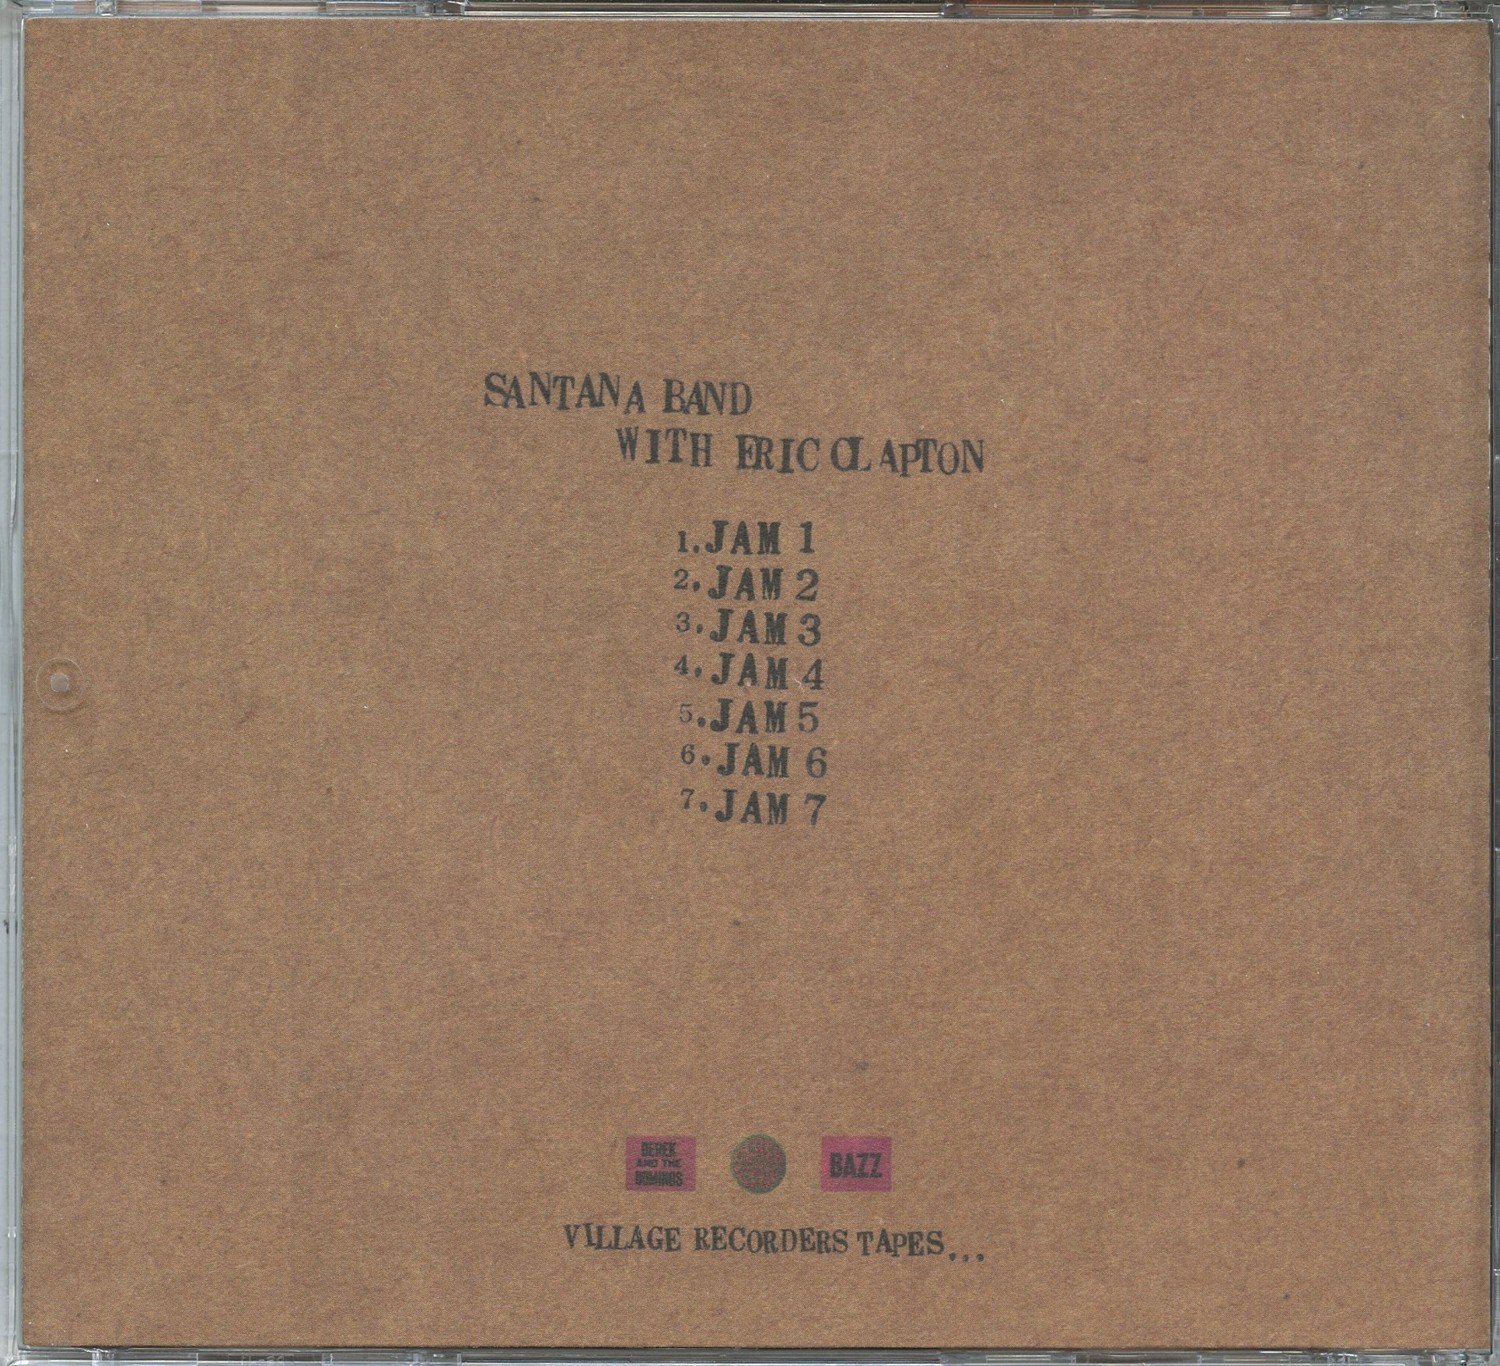 SANTANA BAND
WITH ERIC CLAPTON
1. JAM 1
2. JAM 2
3. JAM 3
4. JAM 4
5. JAM 5
6. JAM 6
7. JAM 7
DEREK
AND THE
DOMINOS
BAZZ
VILLAGE RECORDERS TAPES...